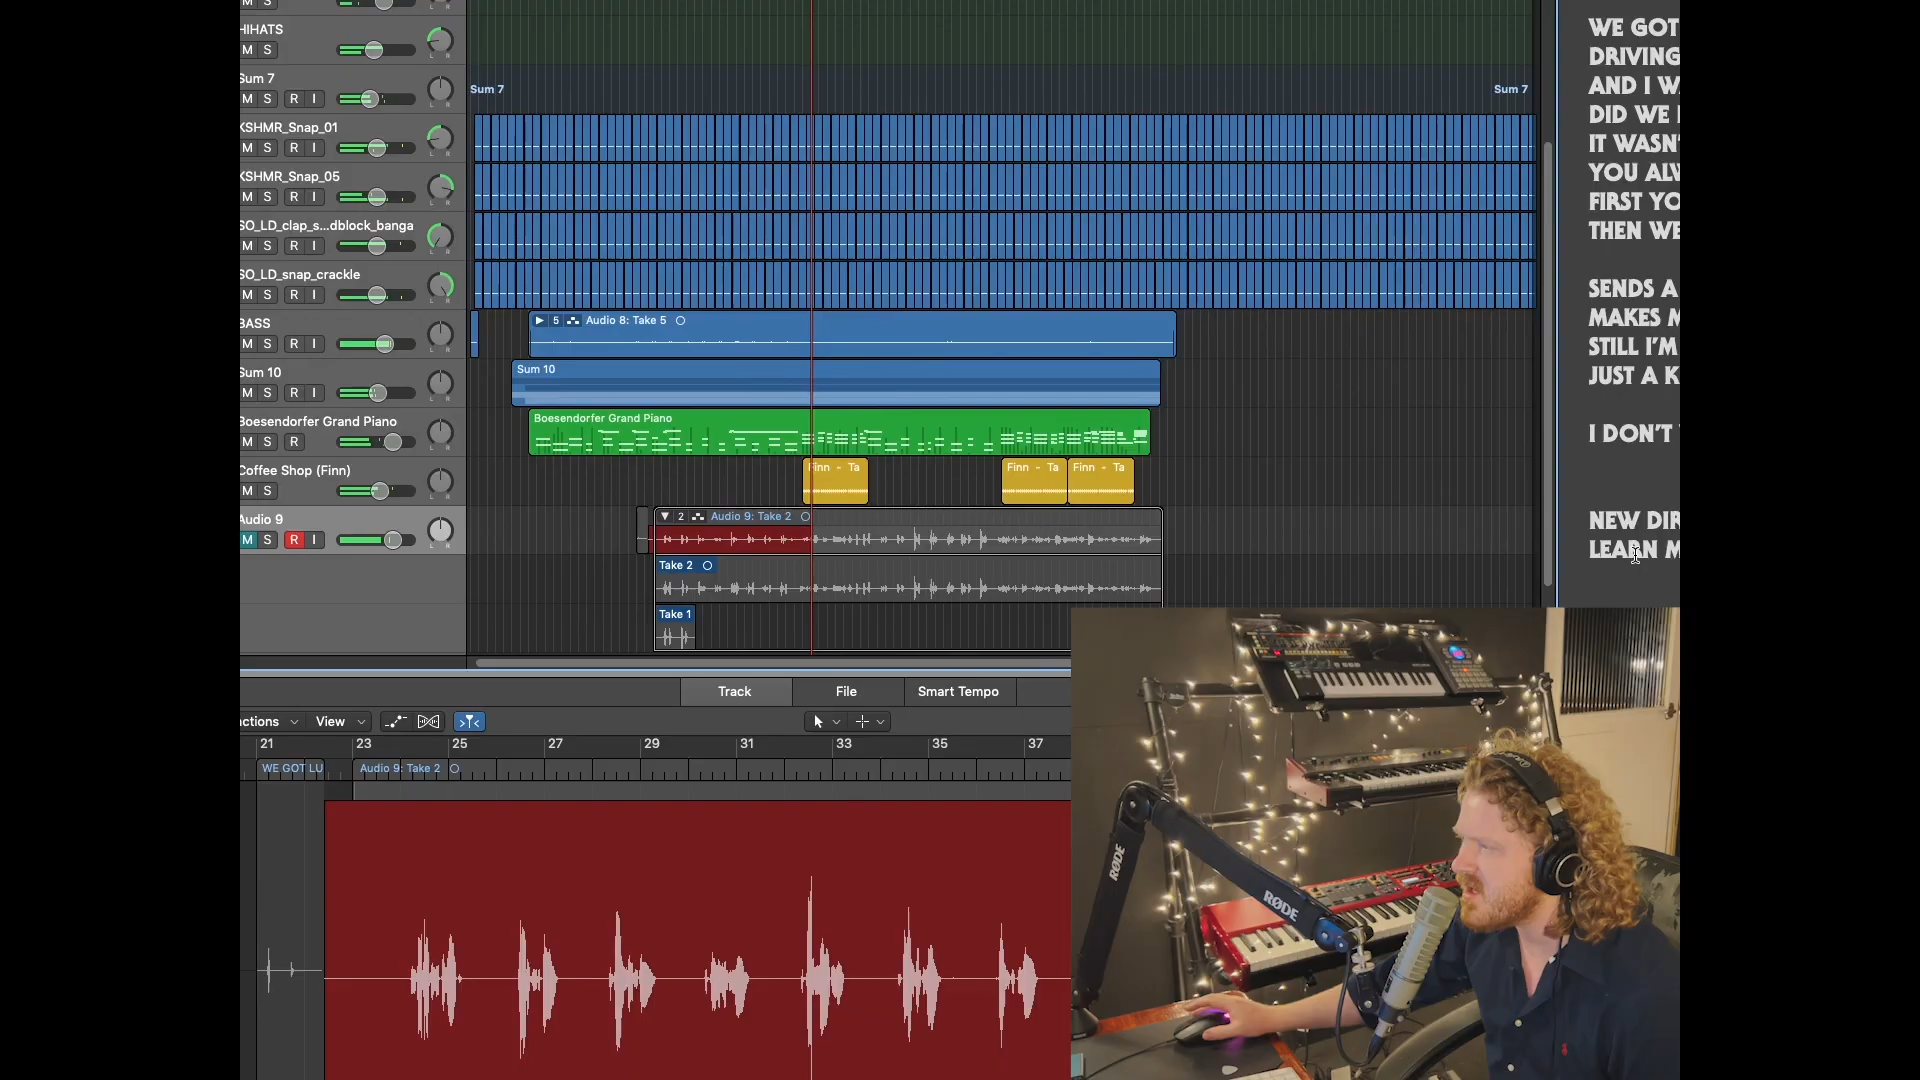 M S
HIHATS
M S
L R
Sum 7
M S R I
L R
Sum 7
Sum 7
KSHMR_Snap_01
M S R I
L R
KSHMR_Snap_05
M S R I
L R
SO_LD_clap_s...dblock_banga
M S R I
L R
SO_LD_snap_crackle
M S R I
L R
BASS
M S R I
L R
5 Audio 8: Take 5
Sum 10
M S R I
L R
Sum 10
Boesendorfer Grand Piano
M S R
L R
Boesendorfer Grand Piano
Coffee Shop (Finn)
M S
L R
Finn - Ta
Finn - Ta
Finn - Ta
Audio 9
M S R I
L R
2 Audio 9: Take 2
Take 2
Take 1
WE GOT
DRIVING
AND I W
DID WE
IT WASN'
YOU ALW
FIRST YO
THEN WE
SENDS A
MAKES M
STILL I'M
JUST A K
I DON'T
NEW DIR
LEARN M
Track File Smart Tempo
ctions View
21 23 25 27 29 31 33 35 37
WE GOT LU Audio 9: Take 2
RØDE
RØDE